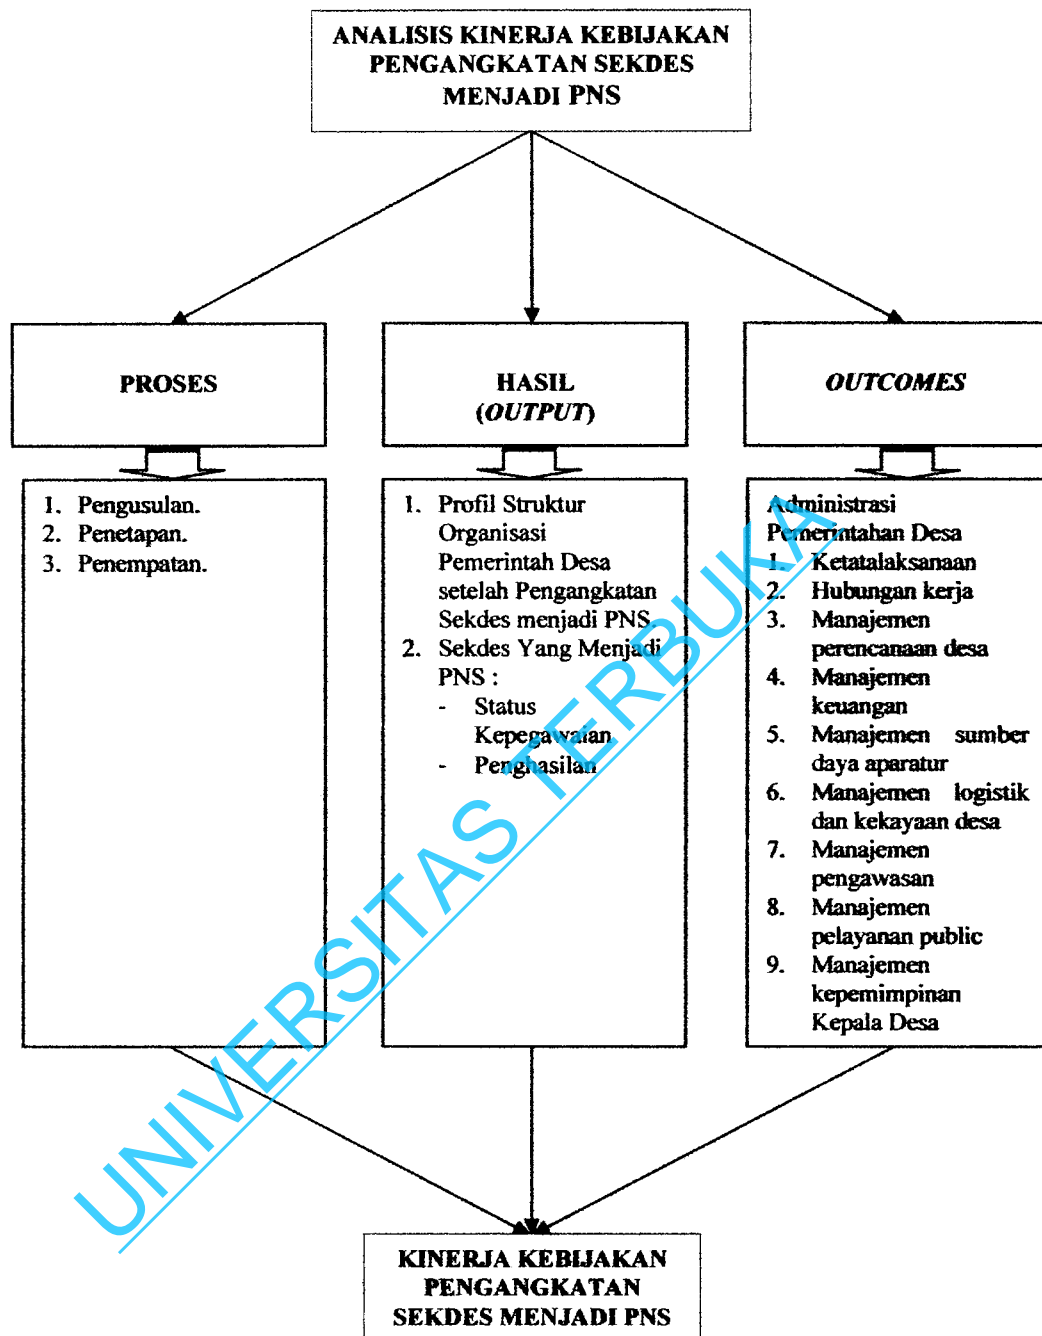 ANALISIS KINERJA KEBIJAKAN
PENGANGKATAN SEKDES
MENJADI PNS
PROSES
HASIL
(OUTPUT)
OUTCOMES
1. Pengusulan.
2. Penetapan.
3. Penempatan.
1. Profil Struktur
Organisasi
Pemerintah Desa
setelah Pengangkatan
Sekdes menjadi PNS.
2. Sekdes Yang Menjadi
PNS :
- Status
Kepegawaian
- Penghasilan
Administrasi
Pemerintahan Desa
1. Ketatalaksanaan
2. Hubungan kerja
3. Manajemen
perencanaan desa
4. Manajemen
keuangan
5. Manajemen sumber
daya aparatur
6. Manajemen logistik
dan kekayaan desa
7. Manajemen
pengawasan
8. Manajemen
pelayanan public
9. Manajemen
kepemimpinan
Kepala Desa
KINERJA KEBIJAKAN
PENGANGKATAN
SEKDES MENJADI PNS
UNIVERSITAS TERBUKA